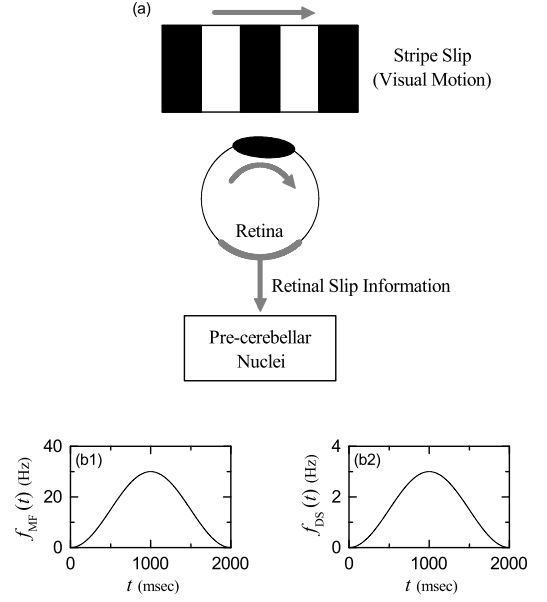 (a)
Stripe Slip
(Visual Motion)
Retina
Retinal Slip Information
Pre-cerebellar
Nuclei
(b1)
40
20
0
f_MF (t) (Hz)
0 1000 2000
t (msec)
(b2)
4
2
0
f_DS (t) (Hz)
0 1000 2000
t (msec)